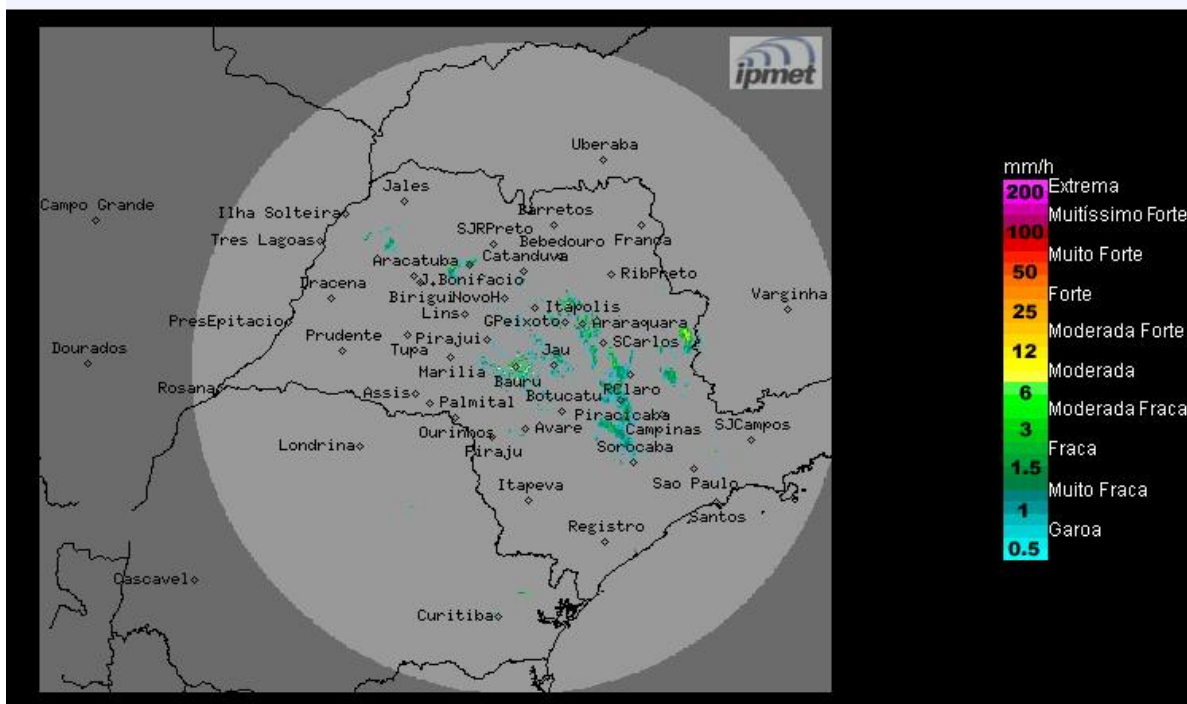 ipmet
Uberaba
Jales
Campo Grande
Ilha Solteira
Barretos
SJRPreto
Tres Lagoas
Bebedouro
Franca
Aracatuba
Catanduva
J.Bonifacio
RibPreto
Dracena
Birigui
NovoH
Itapolis
Varginha
Lins
PresEpitacio
GPeixoto
Araraquara
Prudente
Pirajui
SCarlos
Dourados
Tupa
Jau
Marilia
Bauru
Rosana
Assis
RClaro
Palmital
Botucatu
Piracicaba
Ourinhos
Avare
Campinas
SJCampos
Londrina
Piraju
Sorocaba
Itapeva
Sao Paulo
Santos
Registro
Cascavel
Curitiba
mm/h
200 Extrema
Muitíssimo Forte
100
Muito Forte
50
Forte
25
Moderada Forte
12
Moderada
6
Moderada Fraca
3
Fraca
1.5
Muito Fraca
1
Garoa
0.5